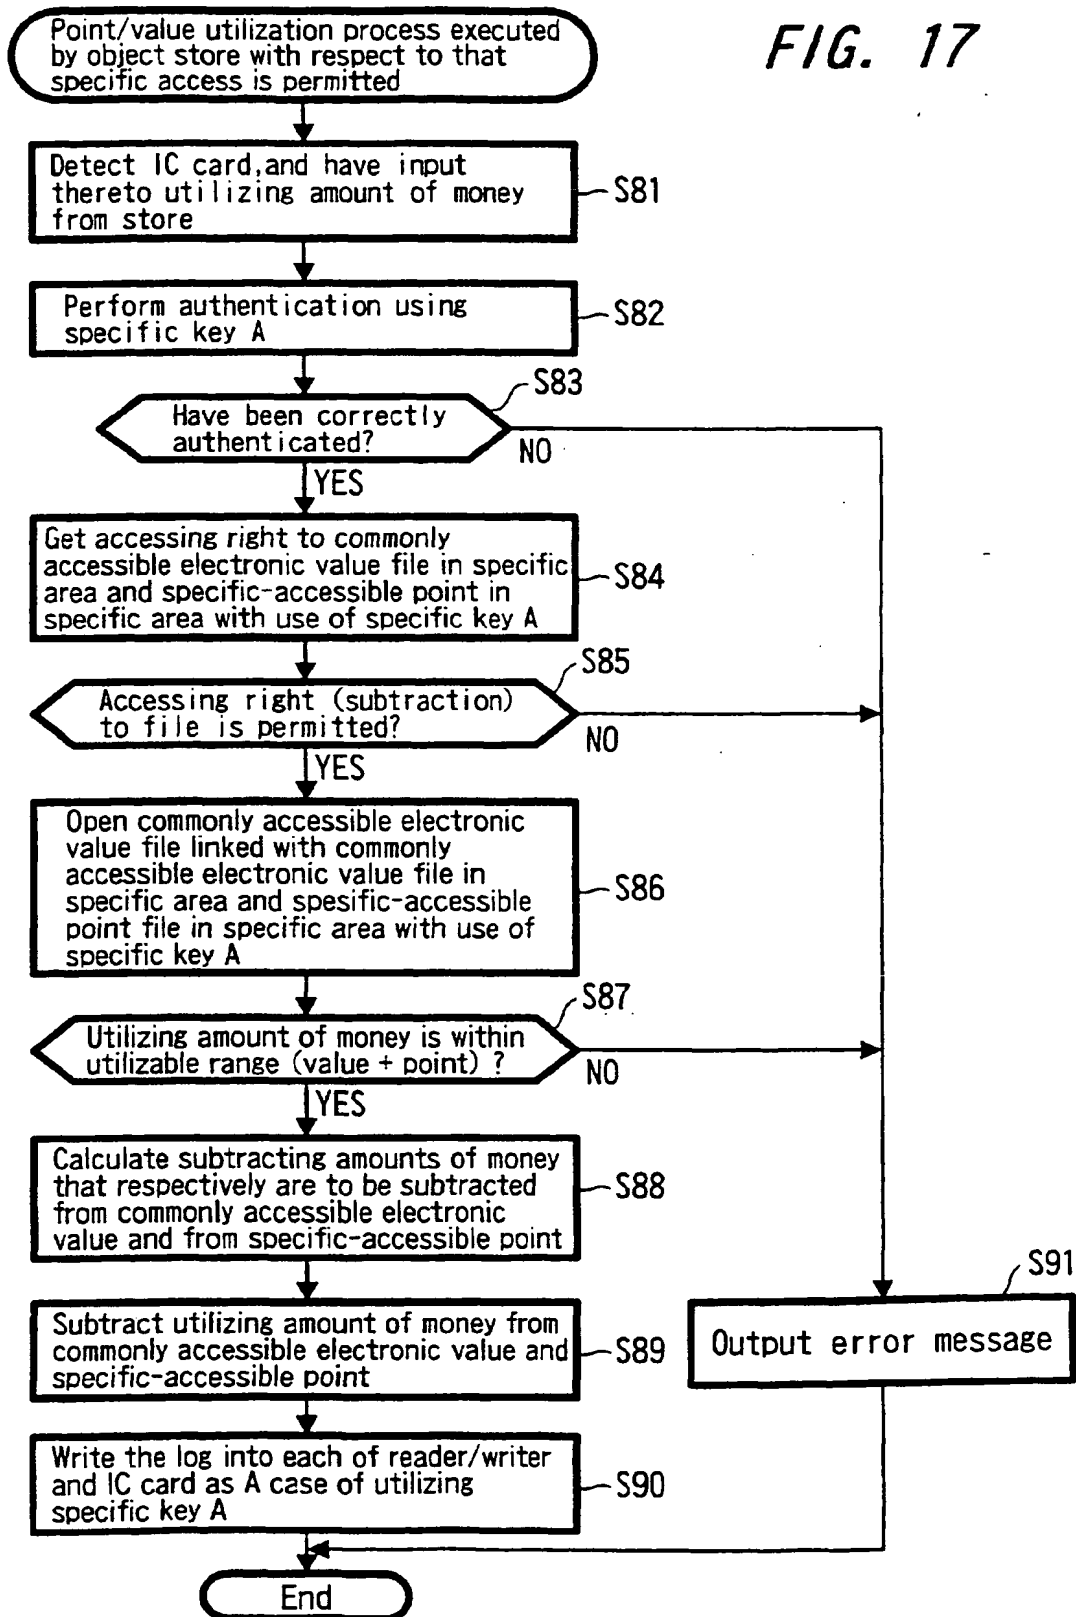 Point/value utilization process executed
by object store with respect to that
specific access is permitted
FIG. 17
Detect IC card,and have input
thereto utilizing amount of money
from store
S81
Perform authentication using
specific key A
S82
S83
Have been correctly
authenticated?
NO
YES
Get accessing right to commonly
accessible electronic value file in specific
area and specific-accessible point in
specific area with use of specific key A
S84
S85
Accessing right (subtraction)
to file is permitted?
NO
YES
Open commonly accessible electronic
value file linked with commonly
accessible electronic value file in
specific area and spesific-accessible
point file in specific area with use of
specific key A
S86
S87
Utilizing amount of money is within
utilizable range (value + point) ?
NO
YES
Calculate subtracting amounts of money
that respectively are to be subtracted
from commonly accessible electronic
value and from specific-accessible point
S88
Subtract utilizing amount of money from
commonly accessible electronic value and
specific-accessible point
S89
S91
Output error message
Write the log into each of reader/writer
and IC card as A case of utilizing
specific key A
S90
End